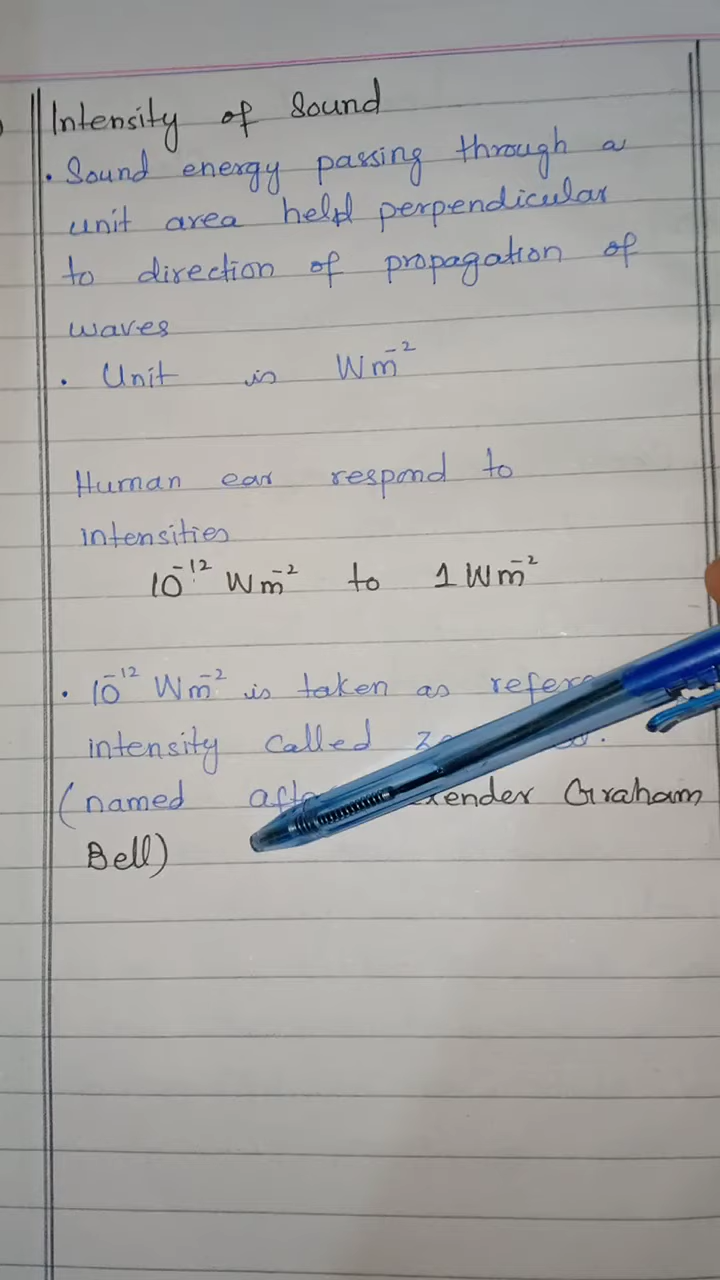 Intensity of Sound
. Sound energy passing through a
unit area held perpendicular
to direction of propagation of
waves
. Unit is Wm⁻²
Human ear respond to
intensities
10⁻¹² Wm⁻² to 1 Wm⁻²
. 10⁻¹² Wm⁻² is taken as
intensity called
(named Graham
Bell)